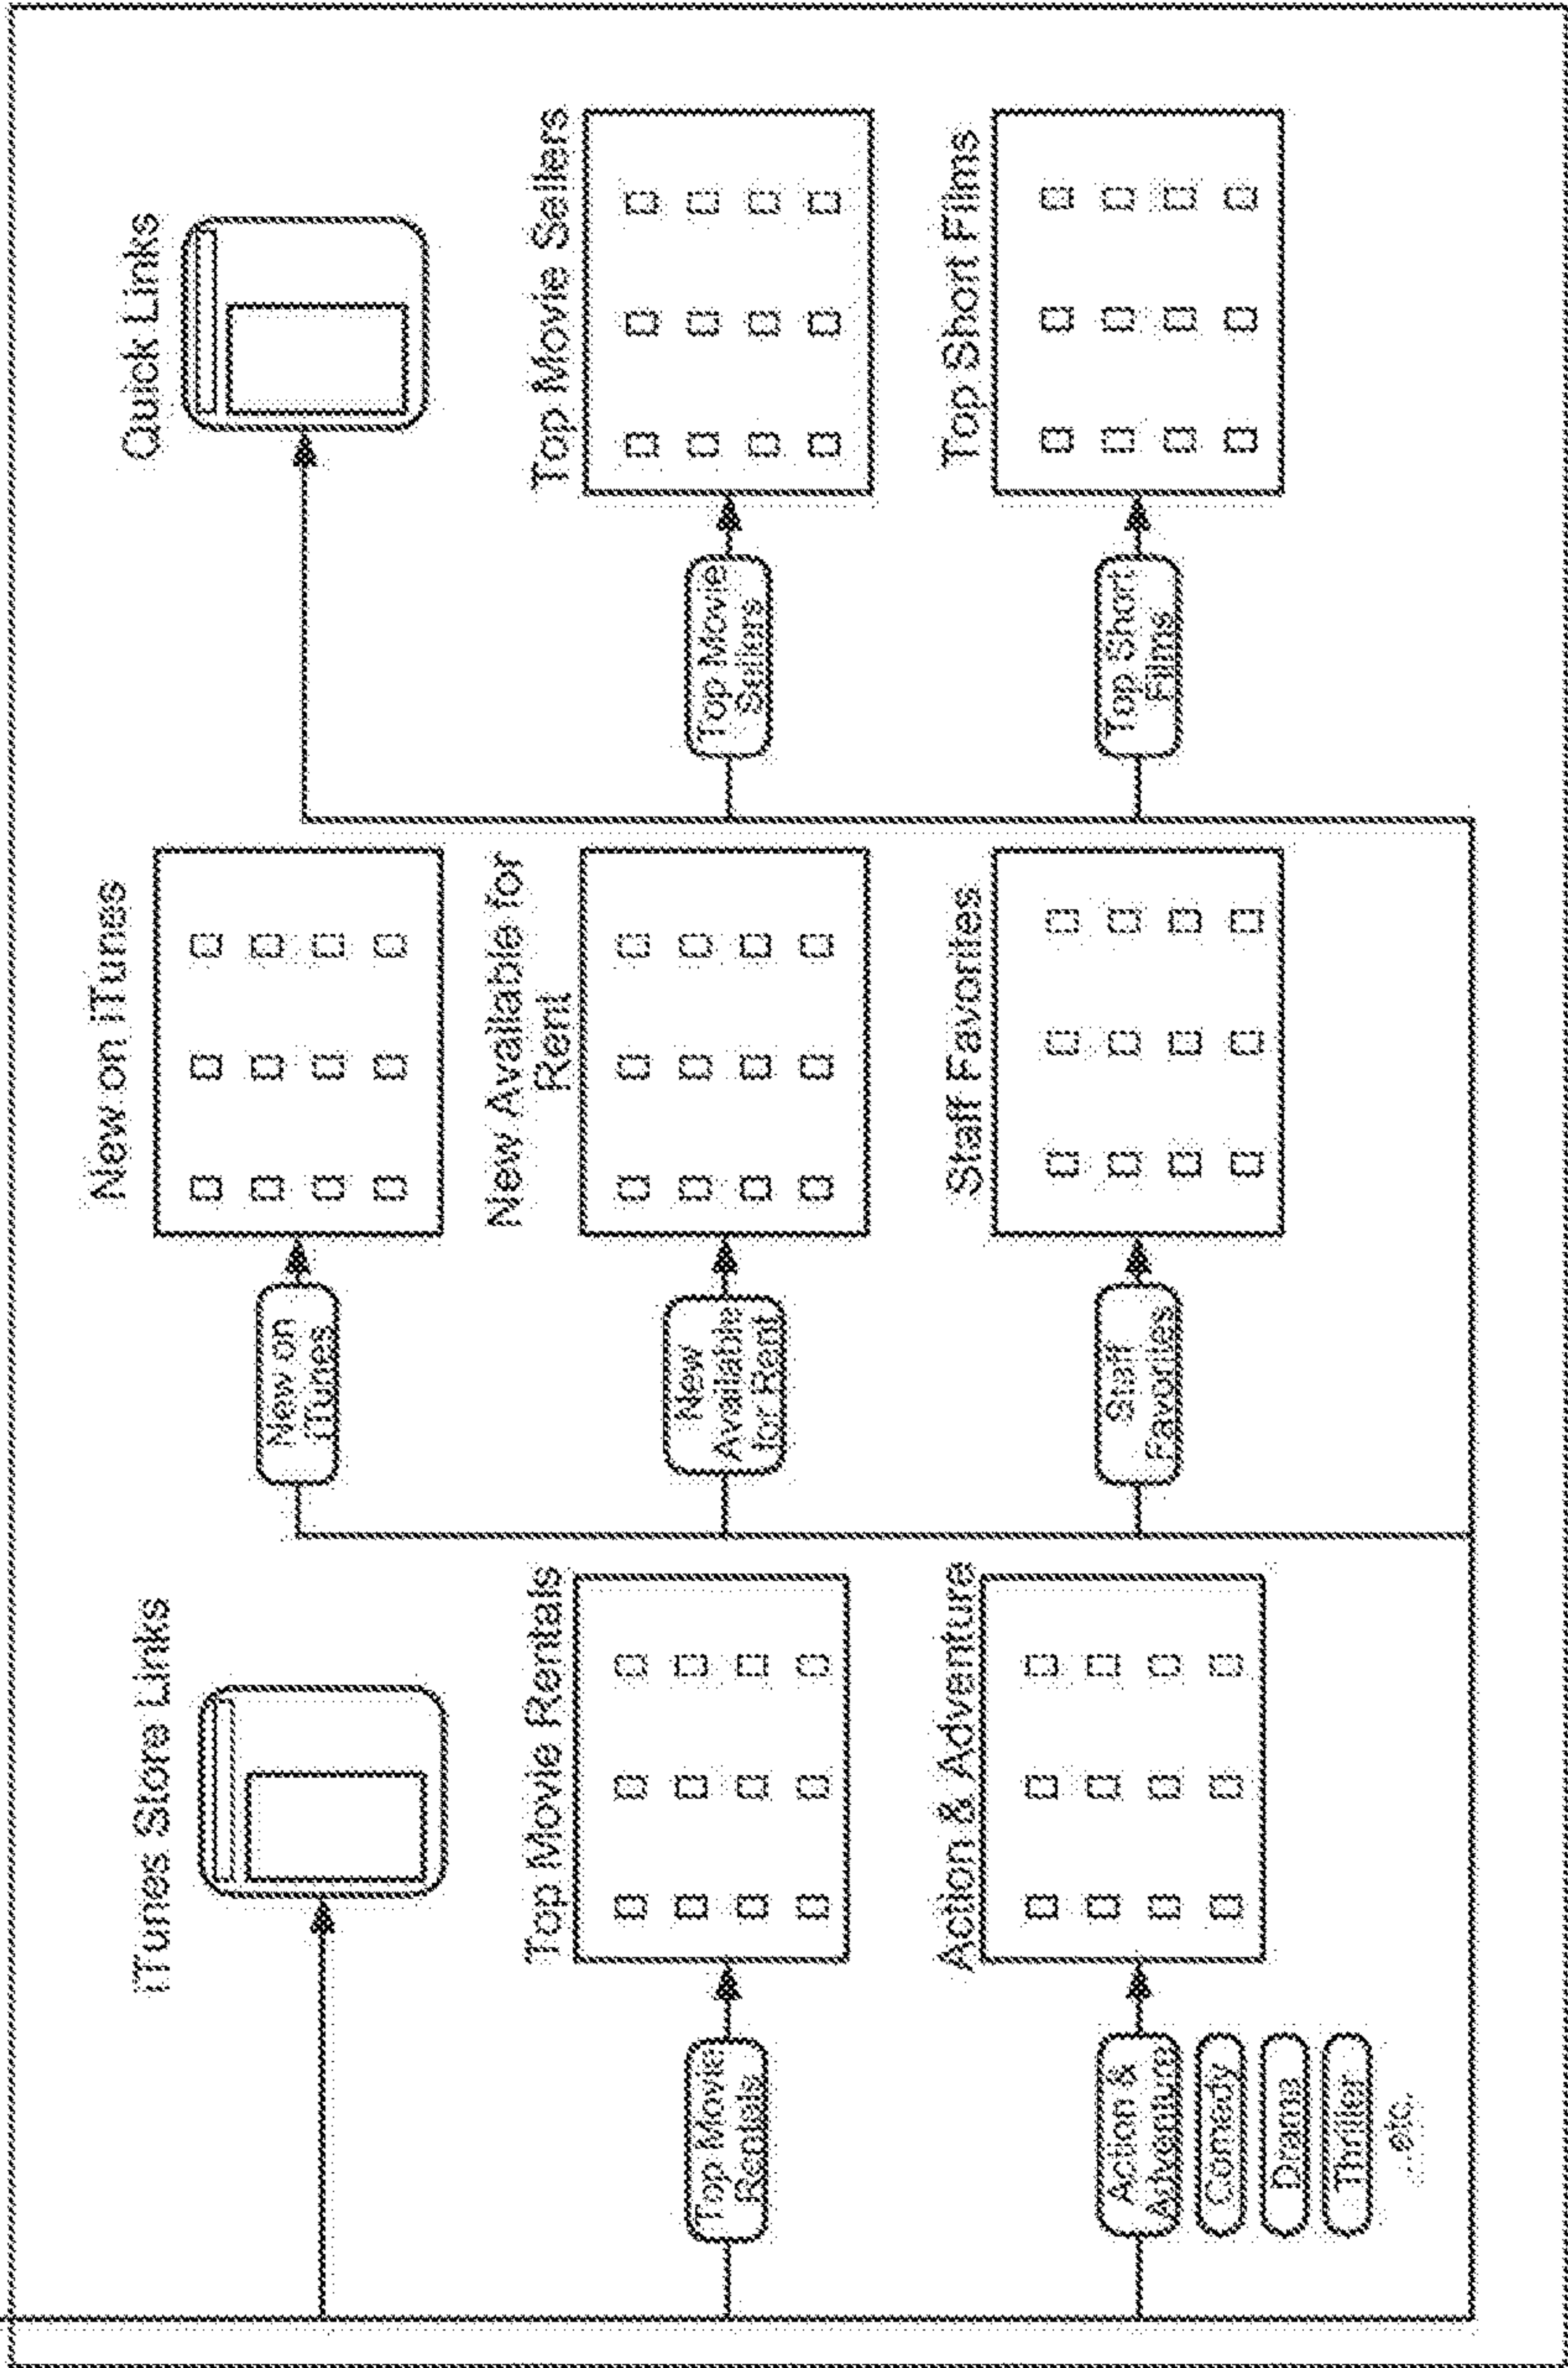 iTunes Store Links
New on iTunes
Quick Links
New on
iTunes
Top Movie Rentals
New Available for
Rent
Top Movie Sellers
Top Movie
Rentals
New
Available
for Rent
Top Movie
Sellers
Action & Adventure
Staff Favorites
Top Short Films
Action &
Adventure
Comedy
Drama
Thriller
...etc.
Staff
Favorites
Top Short
Films